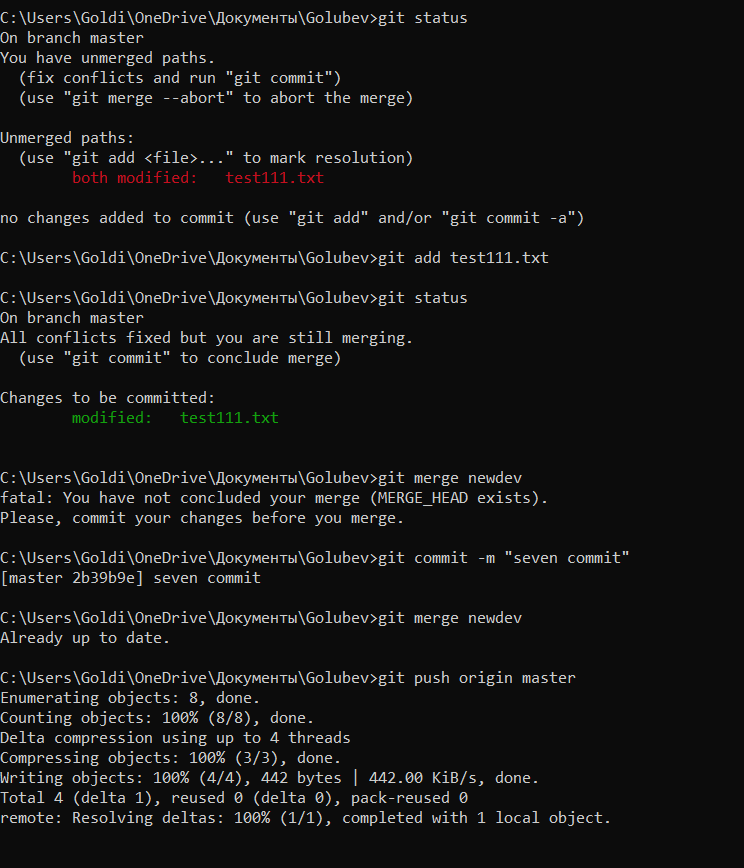 C:\Users\Goldi\OneDrive\Документы\Golubev>git status
On branch master
You have unmerged paths.
  (fix conflicts and run "git commit")
  (use "git merge --abort" to abort the merge)

Unmerged paths:
  (use "git add <file>..." to mark resolution)
        both modified:   test111.txt

no changes added to commit (use "git add" and/or "git commit -a")

C:\Users\Goldi\OneDrive\Документы\Golubev>git add test111.txt

C:\Users\Goldi\OneDrive\Документы\Golubev>git status
On branch master
All conflicts fixed but you are still merging.
  (use "git commit" to conclude merge)

Changes to be committed:
        modified:   test111.txt


C:\Users\Goldi\OneDrive\Документы\Golubev>git merge newdev
fatal: You have not concluded your merge (MERGE_HEAD exists).
Please, commit your changes before you merge.

C:\Users\Goldi\OneDrive\Документы\Golubev>git commit -m "seven commit"
[master 2b39b9e] seven commit

C:\Users\Goldi\OneDrive\Документы\Golubev>git merge newdev
Already up to date.

C:\Users\Goldi\OneDrive\Документы\Golubev>git push origin master
Enumerating objects: 8, done.
Counting objects: 100% (8/8), done.
Delta compression using up to 4 threads
Compressing objects: 100% (3/3), done.
Writing objects: 100% (4/4), 442 bytes | 442.00 KiB/s, done.
Total 4 (delta 1), reused 0 (delta 0), pack-reused 0
remote: Resolving deltas: 100% (1/1), completed with 1 local object.